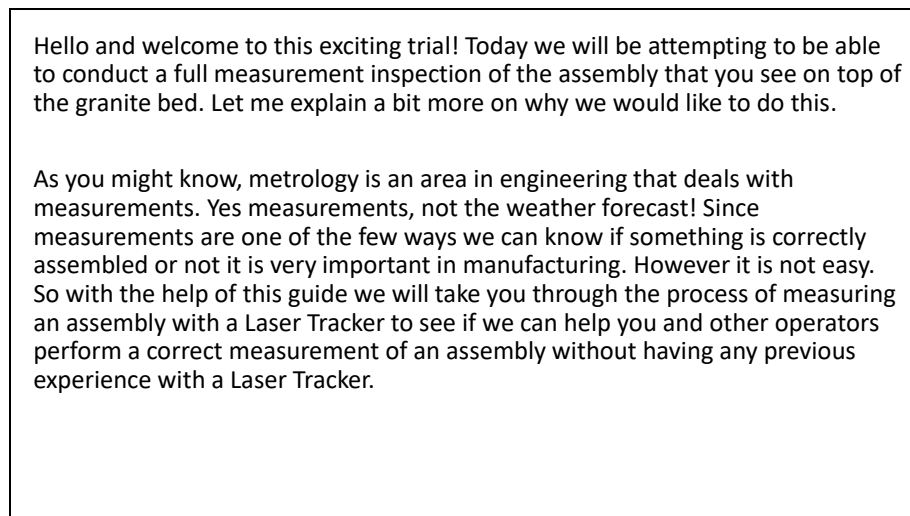 Hello and welcome to this exciting trial! Today we will be attempting to be able
to conduct a full measurement inspection of the assembly that you see on top of
the granite bed. Let me explain a bit more on why we would like to do this.
As you might know, metrology is an area in engineering that deals with
measurements. Yes measurements, not the weather forecast! Since
measurements are one of the few ways we can know if something is correctly
assembled or not it is very important in manufacturing. However it is not easy.
So with the help of this guide we will take you through the process of measuring
an assembly with a Laser Tracker to see if we can help you and other operators
perform a correct measurement of an assembly without having any previous
experience with a Laser Tracker.